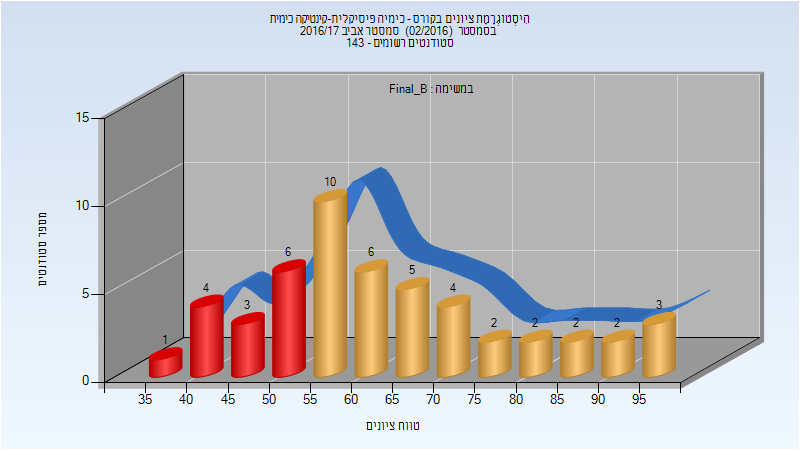 היסטוגרמת ציונים בקורס - כימיה פיסיקלית-קינטיקה כימית
בסמסטר (02/2016) סמסטר אביב 2016/17
סטודנטים רשומים - 143
במשימה : Final_B
מספר סטודנטים
15
10
5
0
1
4
3
6
10
6
5
4
2
2
2
2
3
35 40 45 50 55 60 65 70 75 80 85 90 95
טווח ציונים